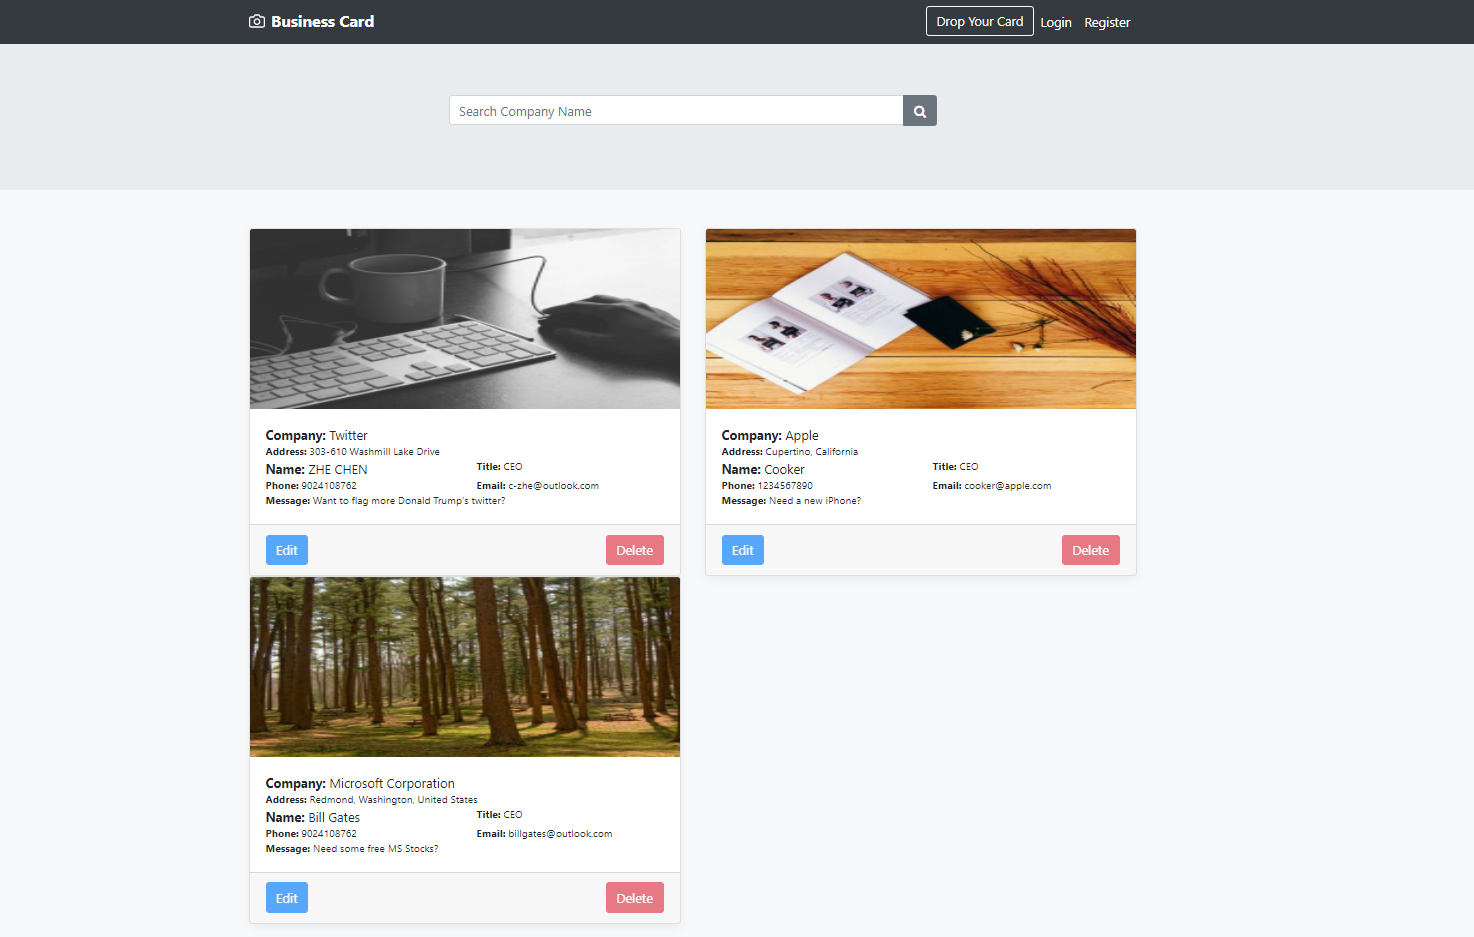 Business Card
Drop Your Card
Login
Register
Search Company Name
Company: Twitter
Address: 303-610 Washmill Lake Drive
Name: ZHE CHEN
Title: CEO
Phone: 9024108762
Email: c-zhe@outlook.com
Message: Want to flag more Donald Trump's twitter?
Edit
Delete
Company: Apple
Address: Cupertino, California
Name: Cooker
Title: CEO
Phone: 1234567890
Email: cooker@apple.com
Message: Need a new iPhone?
Edit
Delete
Company: Microsoft Corporation
Address: Redmond, Washington, United States
Name: Bill Gates
Title: CEO
Phone: 9024108762
Email: billgates@outlook.com
Message: Need some free MS Stocks?
Edit
Delete